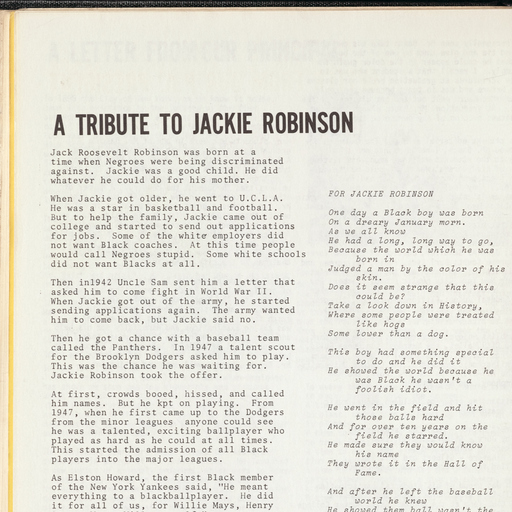 A TRIBUTE TO JACKIE ROBINSON
Jack Roosevelt Robinson was born at a
time when Negroes were being discriminated
against. Jackie was a good child. He did
whatever he could do for his mother.
When Jackie got older, he went to U.C.L.A.
He was a star in basketball and football.
But to help the family, Jackie came out of
college and started to send out applications
for jobs. Some of the white employers did
not want Black coaches. At this time people
would call Negroes stupid. Some white schools
did not want Blacks at all.
Then in1942 Uncle Sam sent him a letter that
asked him to come fight in World War II.
When Jackie got out of the army, he started
sending applications again. The army wanted
him to come back, but Jackie said no.
Then he got a chance with a baseball team
called the Panthers. In 1947 a talent scout
for the Brooklyn Dodgers asked him to play.
This was the chance he was waiting for.
Jackie Robinson took the offer.
At first, crowds booed, hissed, and called
him names. But he kpt on playing. From
1947, when he first came up to the Dodgers
from the minor leagues anyone could see
he was a talented, exciting ballplayer who
played as hard as he could at all times.
This started the admission of all Black
players into the major leagues.
As Elston Howard, the first Black member
of the New York Yankees said, "He meant
everything to a blackballplayer. He did
it for all of us, for Willie Mays, Henry
FOR JACKIE ROBINSON
One day a Black boy was born
On a dreary January morn.
As we all know
He had a long, long way to go,
Because the world which he was
born in
Judged a man by the color of his
skin.
Does it seem strange that this
could be?
Take a look down in History,
Where some people were treated
like hogs
Some lower than a dog.
This boy had something special
to do and he did it
He showed the world because he
was Black he wasn't a
foolish idiot.
He went in the field and hit
those balls hard
And for over ten years on the
field he starred.
He made sure they would know
his name
They wrote it in the Hall of
Fame.
And after he left the baseball
world he knew
He showed them ball wasn't the